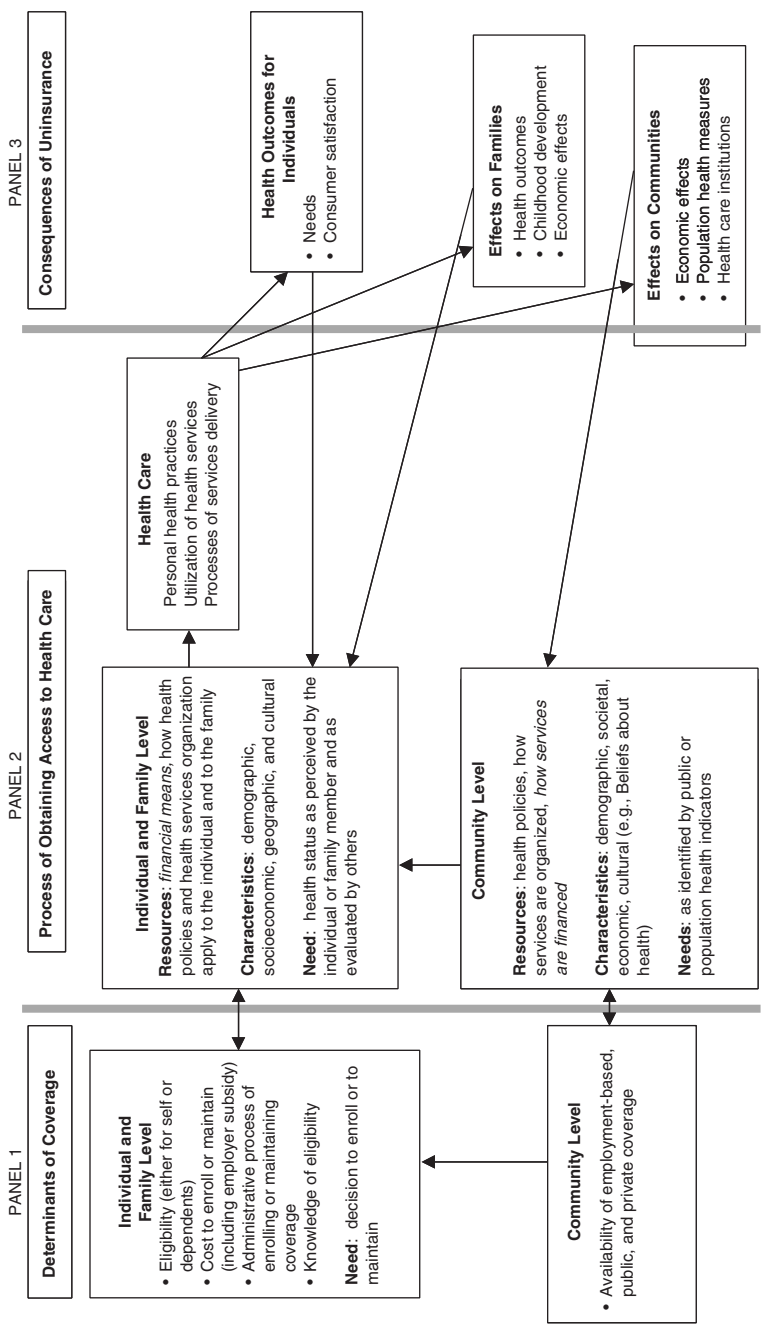 PANEL 1
Determinants of Coverage
Individual and
Family Level
• Eligibility (either for self or
dependents)
• Cost to enroll or maintain
(including employer subsidy)
• Administrative process of
enrolling or maintaining
coverage
• Knowledge of eligibility
Need: decision to enroll or to
maintain
Community Level
• Availability of employment-based,
public, and private coverage
PANEL 2
Process of Obtaining Access to Health Care
Individual and Family Level
Resources: financial means, how health
policies and health services organization
apply to the individual and to the family
Characteristics: demographic,
socioeconomic, geographic, and cultural
Need: health status as perceived by the
individual or family member and as
evaluated by others
Community Level
Resources: health policies, how
services are organized, how services
are financed
Characteristics: demographic, societal,
economic, cultural (e.g., Beliefs about
health)
Needs: as identified by public or
population health indicators
Health Care
Personal health practices
Utilization of health services
Processes of services delivery
PANEL 3
Consequences of Uninsurance
Health Outcomes for
Individuals
• Needs
• Consumer satisfaction
Effects on Families
• Health outcomes
• Childhood development
• Economic effects
Effects on Communities
• Economic effects
• Population health measures
• Health care institutions